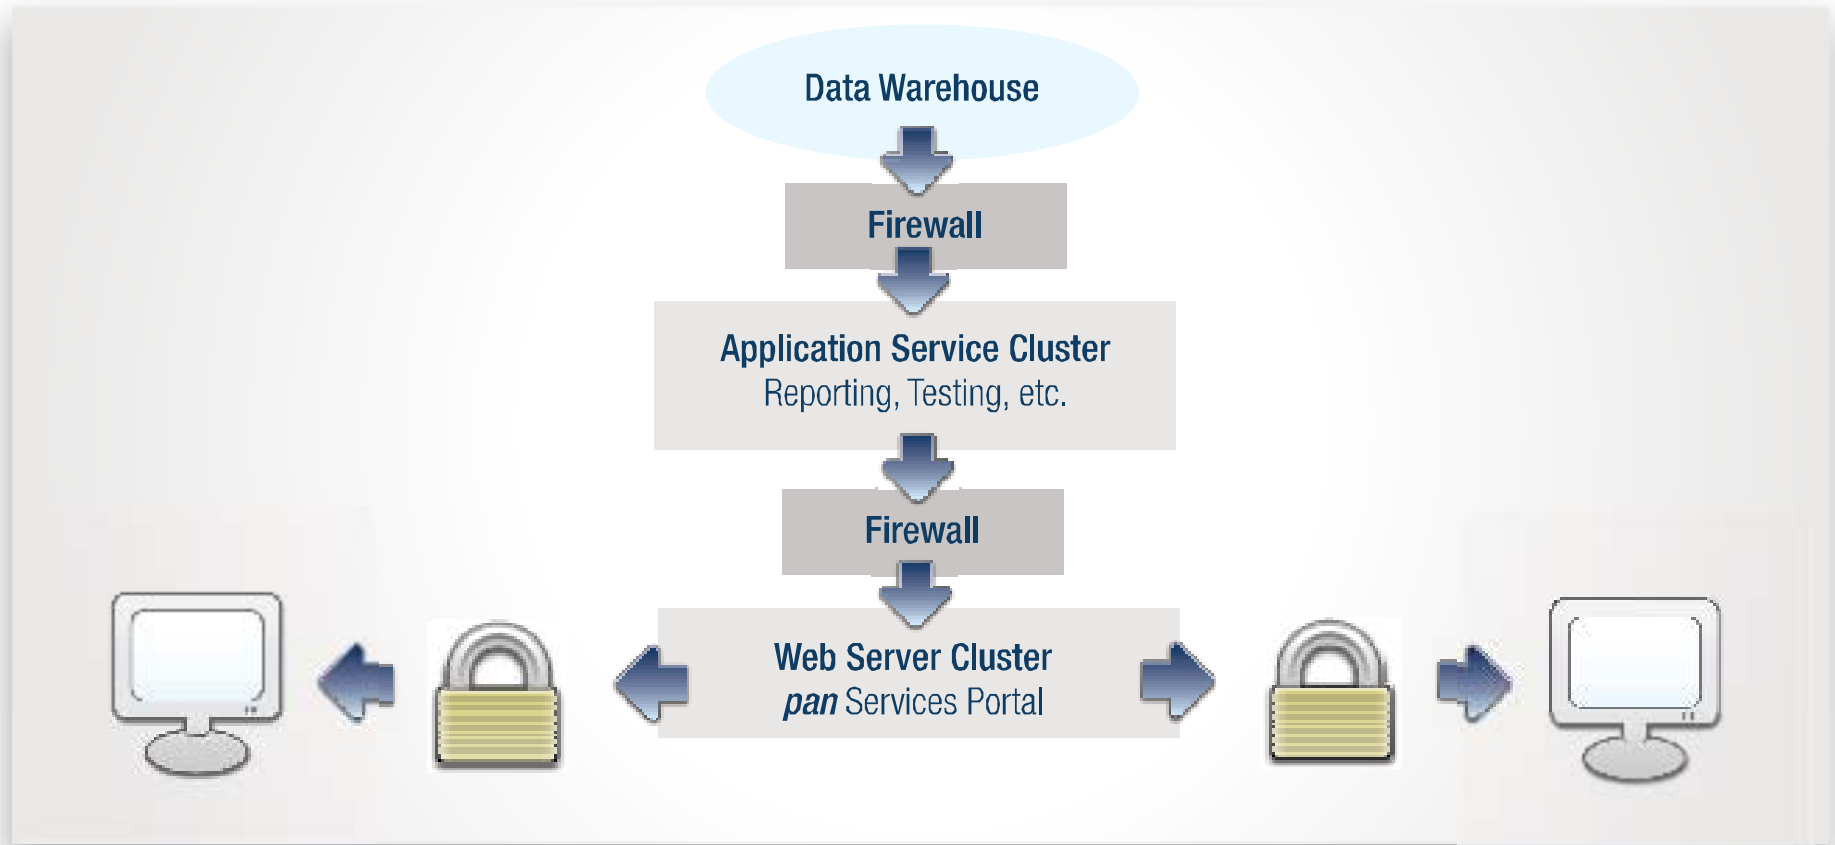 Data Warehouse
Firewall
Application Service Cluster
Reporting, Testing, etc.
Firewall
Web Server Cluster
pan Services Portal